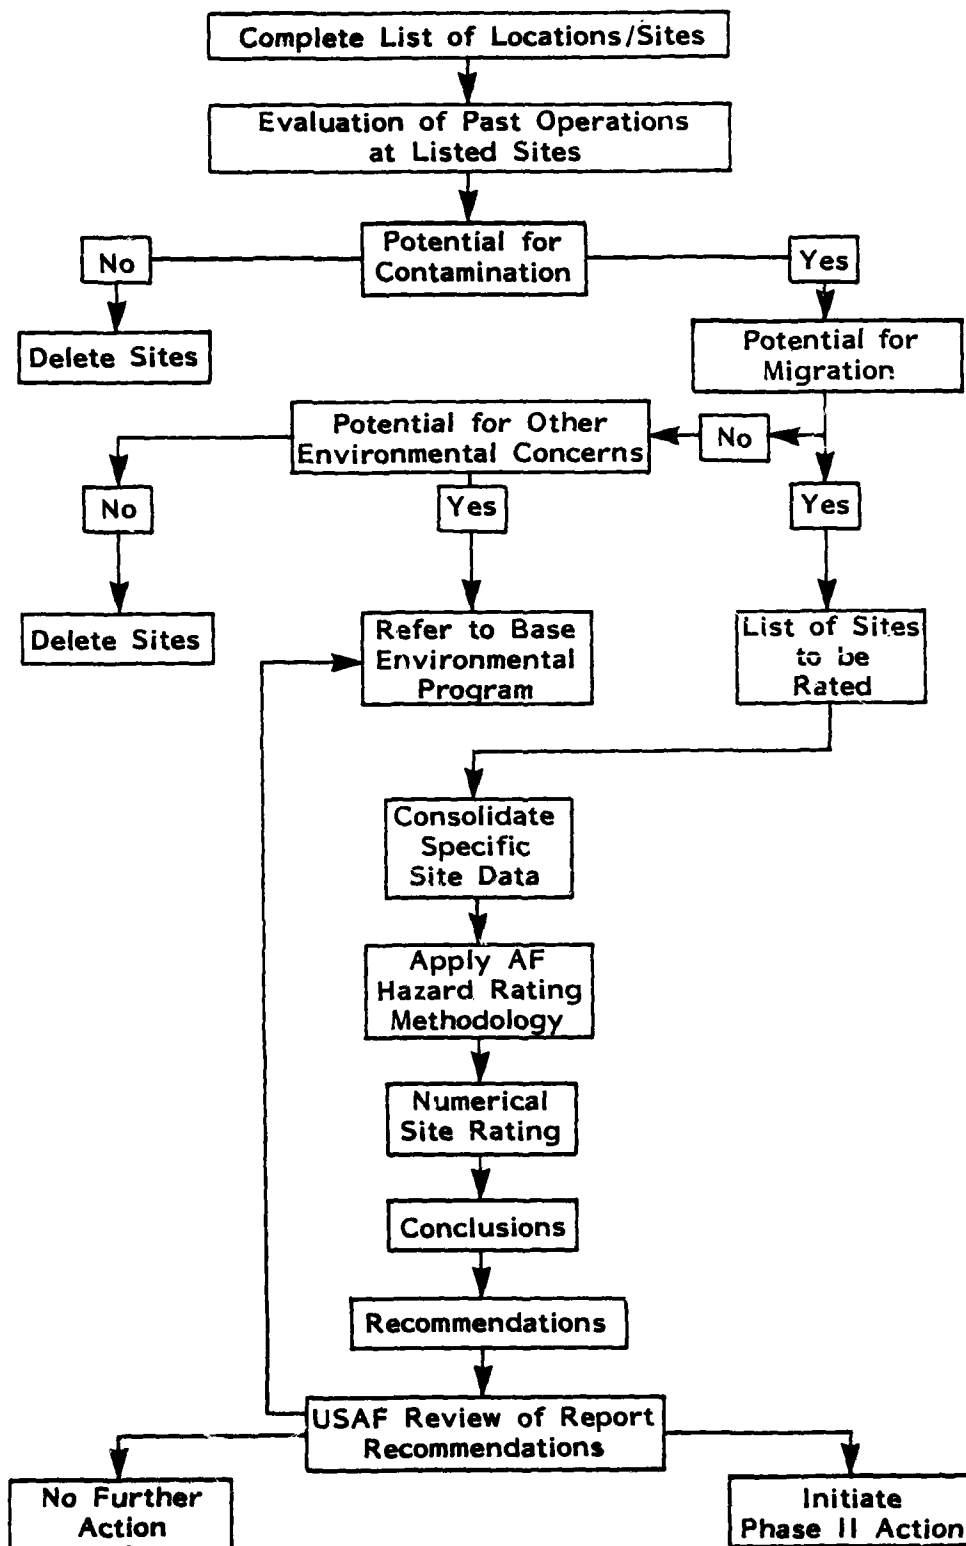 Complete List of Locations/Sites
Evaluation of Past Operations
at Listed Sites
Potential for
Contamination
No
Yes
Delete Sites
Potential for
Migration
Potential for Other
Environmental Concerns
No
No
Yes
Yes
Delete Sites
Refer to Base
Environmental
Program
List of Sites
to be
Rated
Consolidate
Specific
Site Data
Apply AF
Hazard Rating
Methodology
Numerical
Site Rating
Conclusions
Recommendations
USAF Review of Report
Recommendations
No Further
Action
Initiate
Phase II Action